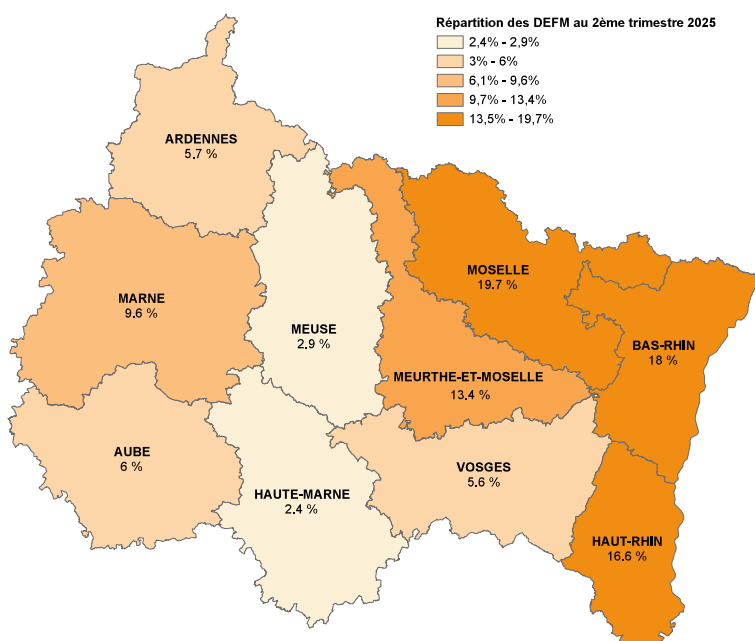 Répartition des DEFM au 2ème trimestre 2025
2,4% - 2,9%
3% - 6%
6,1% - 9,6%
9,7% - 13,4%
13,5% - 19,7%
ARDENNES
5.7 %
MOSELLE
19.7 %
MARNE
9.6 %
MEUSE
2.9 %
BAS-RHIN
18 %
MEURTHE-ET-MOSELLE
13.4 %
AUBE
6 %
VOSGES
5.6 %
HAUTE-MARNE
2.4 %
HAUT-RHIN
16.6 %